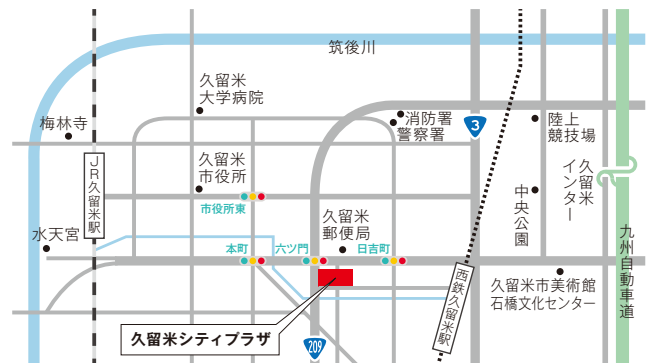 筑後川
久留米
大学病院
消防署
警察署
3
陸上
競技場
梅林寺
久留米
市役所
久留米
インター
JR久留米駅
市役所東
中央公園
水天宮
久留米
郵便局
本町
六ツ門
日吉町
九州自動車道
西鉄久留米駅
久留米市美術館
石橋文化センター
久留米シティプラザ
209